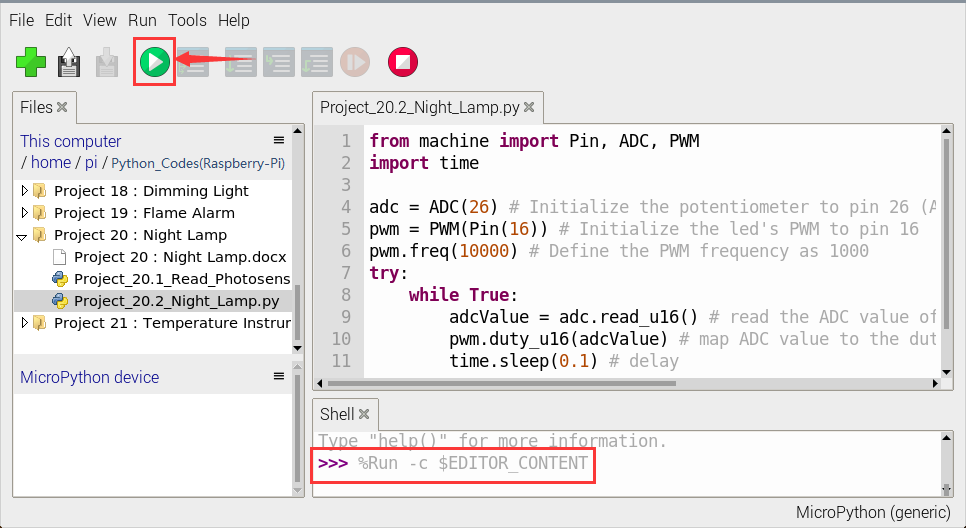 File Edit View Run Tools Help
Files
This computer
/ home / pi / Python_Codes(Raspberry-Pi)
Project 18 : Dimming Light
Project 19 : Flame Alarm
Project 20 : Night Lamp
Project 20 : Night Lamp.docx
Project_20.1_Read_Photosens
Project_20.2_Night_Lamp.py
Project 21 : Temperature Instrur
MicroPython device
Project_20.2_Night_Lamp.py
1 from machine import Pin, ADC, PWM
2 import time
3
4 adc = ADC(26) # Initialize the potentiometer to pin 26 (A
5 pwm = PWM(Pin(16)) # Initialize the led's PWM to pin 16
6 pwm.freq(10000) # Define the PWM frequency as 1000
7 try:
8 while True:
9 adcValue = adc.read_u16() # read the ADC value of
10 pwm.duty_u16(adcValue) # map ADC value to the dut
11 time.sleep(0.1) # delay
Shell
Type "help()" for more information.
>>> %Run -c $EDITOR_CONTENT
MicroPython (generic)